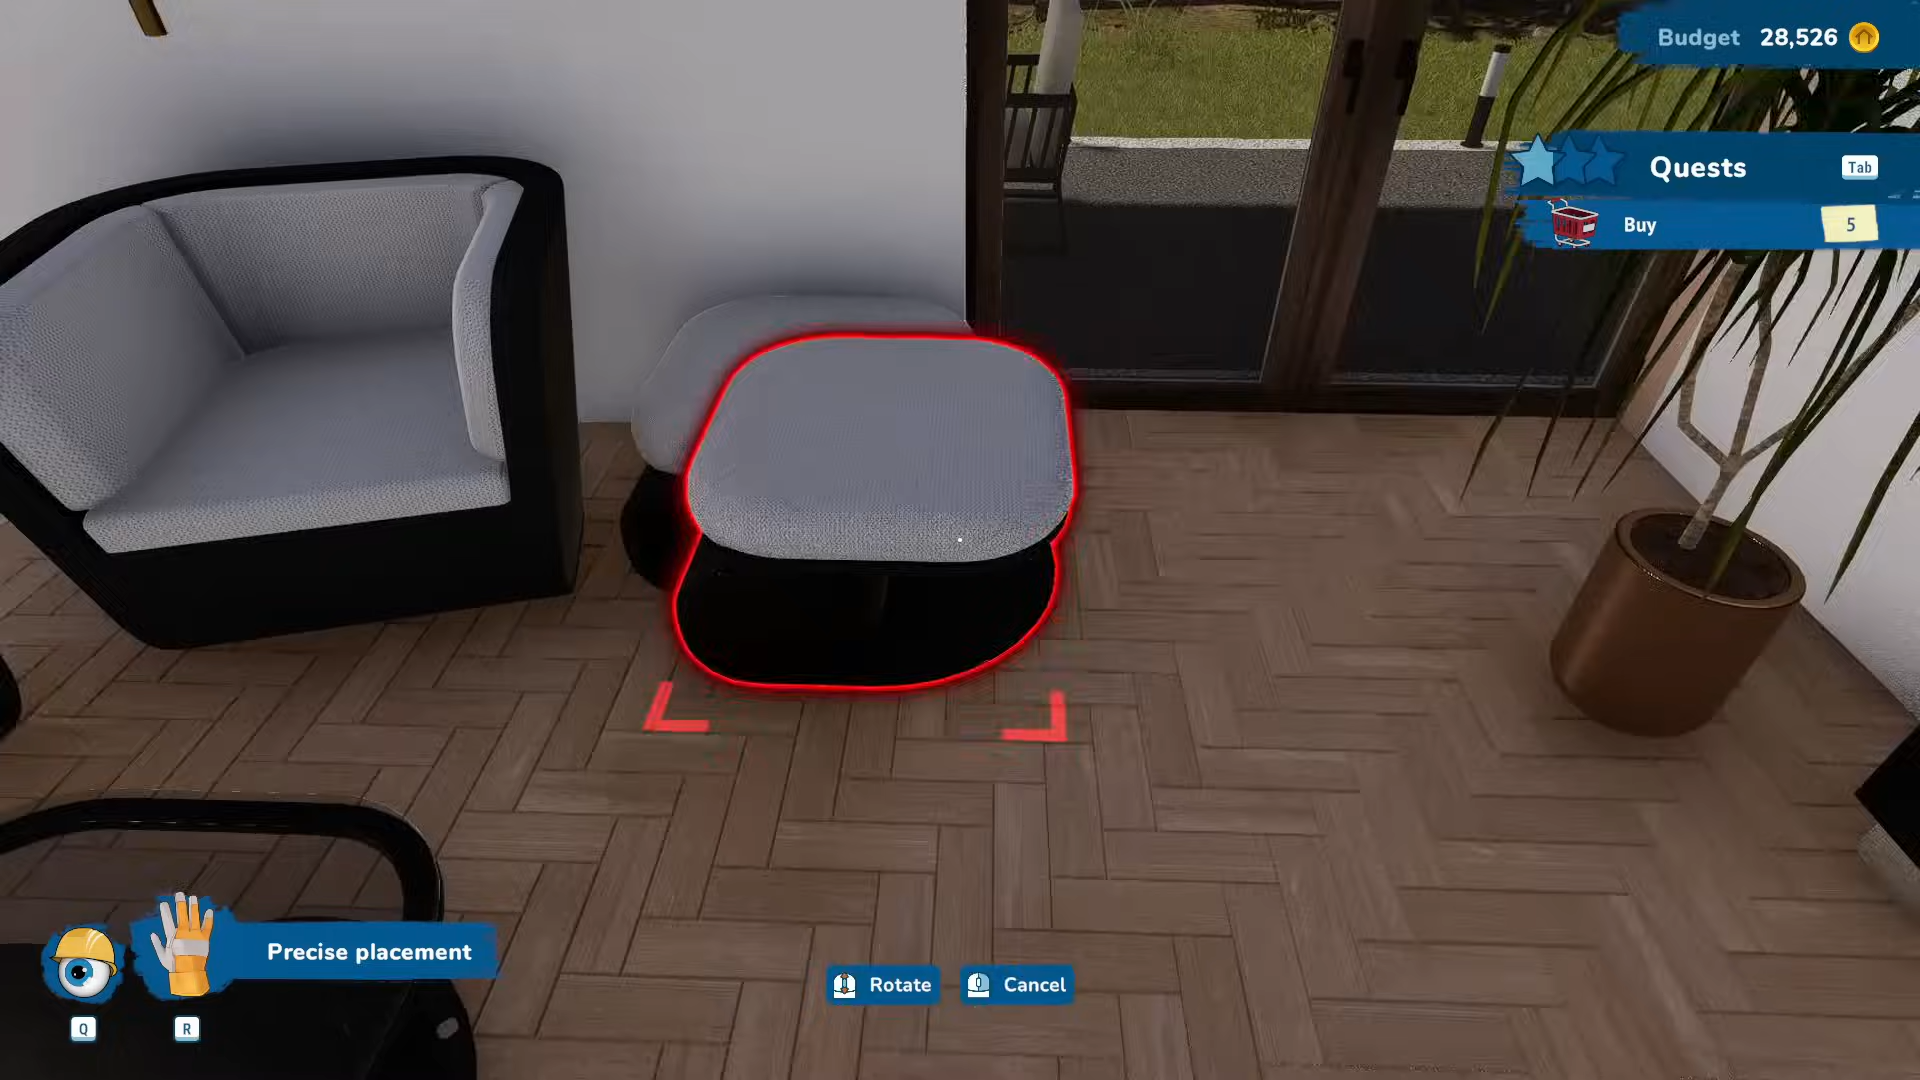 Budget 28,526
Quests Tab
Buy 5
Precise placement
Rotate Cancel
Q R